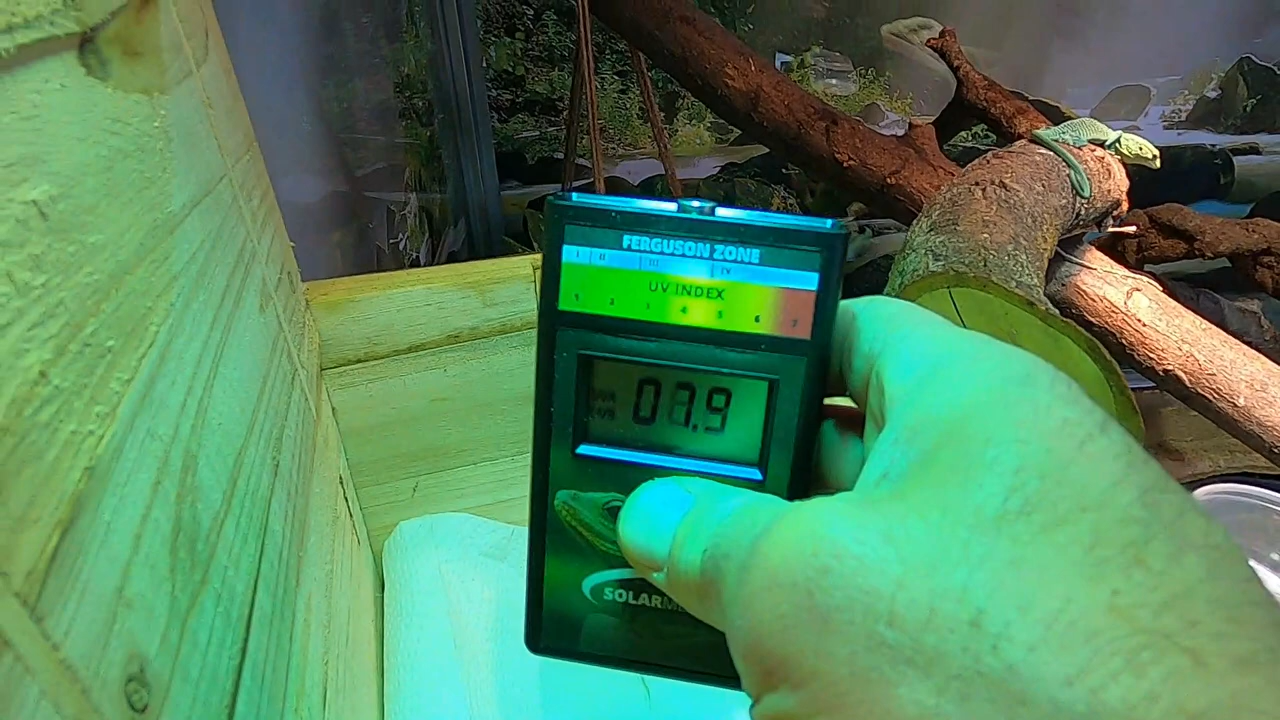 FERGUSON ZONE
I II III IV
UV INDEX
1 2 3 4 5 6 7
07.9
SOLARM